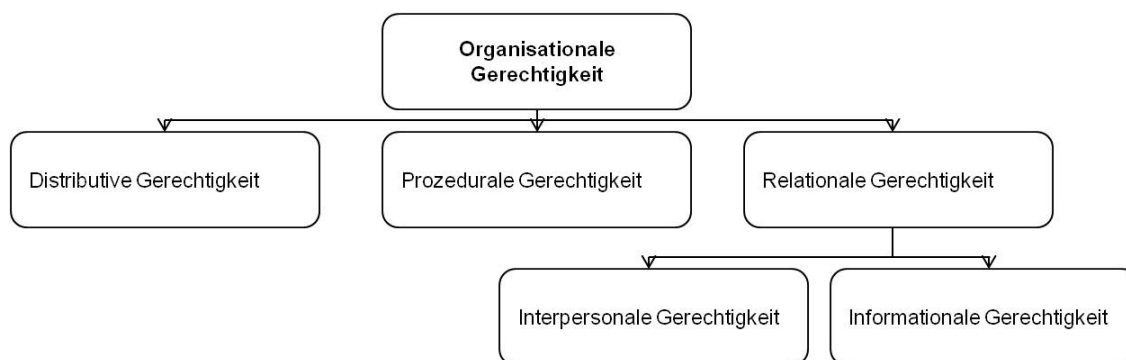 Organisationale
Gerechtigkeit
Distributive Gerechtigkeit
Prozedurale Gerechtigkeit
Relationale Gerechtigkeit
Interpersonale Gerechtigkeit
Informationale Gerechtigkeit